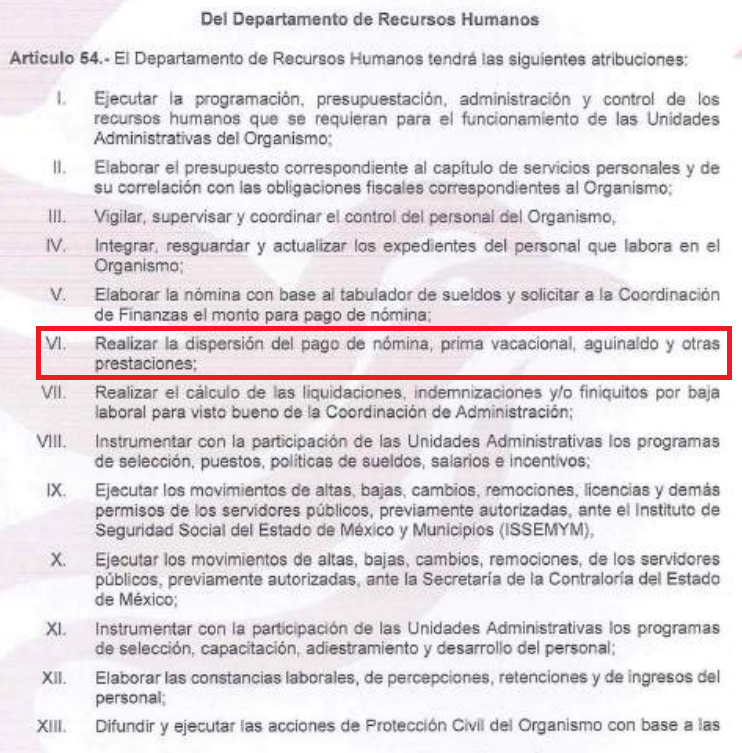 Del Departamento de Recursos Humanos
Artículo 54.- El Departamento de Recursos Humanos tendrá las siguientes atribuciones:
I. Ejecutar la programación, presupuestación, administración y control de los
recursos humanos que se requieran para el funcionamiento de las Unidades
Administrativas del Organismo;
II. Elaborar el presupuesto correspondiente al capítulo de servicios personales y de
su correlación con las obligaciones fiscales correspondientes al Organismo;
III. Vigilar, supervisar y coordinar el control del personal del Organismo,
IV. Integrar, resguardar y actualizar los expedientes del personal que labora en el
Organismo;
V. Elaborar la nómina con base al tabulador de sueldos y solicitar a la Coordinación
de Finanzas el monto para pago de nómina;
VI. Realizar la dispersión del pago de nómina, prima vacacional, aguinaldo y otras
prestaciones;
VII. Realizar el cálculo de las liquidaciones, indemnizaciones y/o finiquitos por baja
laboral para visto bueno de la Coordinación de Administración;
VIII. Instrumentar con la participación de las Unidades Administrativas los programas
de selección, puestos, políticas de sueldos, salarios e incentivos;
IX. Ejecutar los movimientos de altas, bajas, cambios, remociones, licencias y demás
permisos de los servidores públicos, previamente autorizadas, ante el Instituto de
Seguridad Social del Estado de México y Municipios (ISSEMYM),
X. Ejecutar los movimientos de altas, bajas, cambios, remociones, de los servidores
públicos, previamente autorizadas, ante la Secretaría de la Contraloría del Estado
de México;
XI. Instrumentar con la participación de las Unidades Administrativas los programas
de selección, capacitación, adiestramiento y desarrollo del personal;
XII. Elaborar las constancias laborales, de percepciones, retenciones y de ingresos del
personal;
XIII. Difundir y ejecutar las acciones de Protección Civil del Organismo con base a las